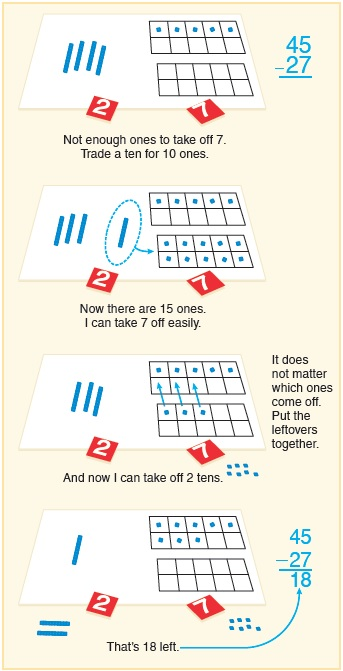 45
−27
2 7
Not enough ones to take off 7.
Trade a ten for 10 ones.
2 7
Now there are 15 ones.
I can take 7 off easily.
It does
not matter
which ones
come off.
Put the
leftovers
together.
2 7
And now I can take off 2 tens.
45
−27
18
2 7
That's 18 left.